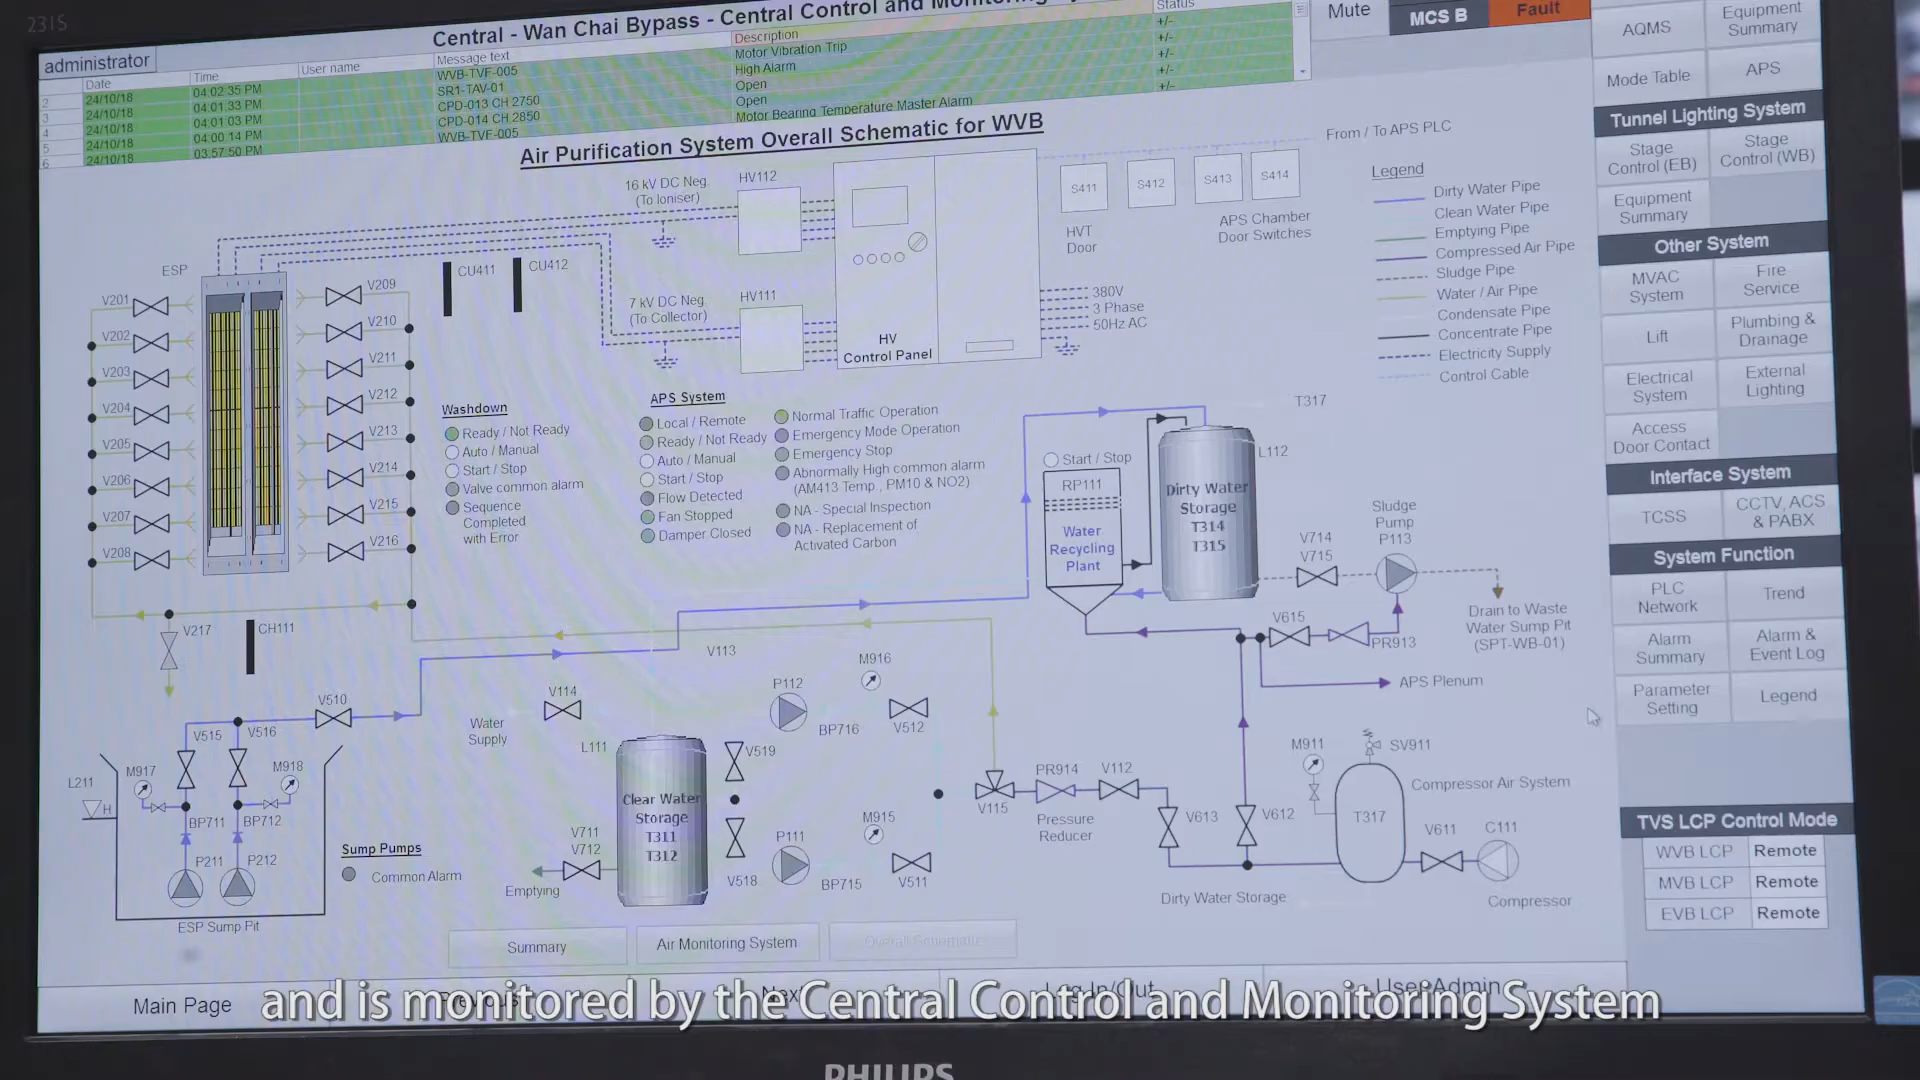 231S
Central - Wan Chai Bypass - Central Control and Monitoring
administrator
Date Time User name Message text Description Status
2 24/10/18 04:02:35 PM WVB-TVF-005 Motor Vibration Trip +/-
3 24/10/18 04:01:33 PM SR1-TAV-01 High Alarm +/-
4 24/10/18 04:01:03 PM CPD-013 CH 2750 Open +/-
5 24/10/18 04:00:14 PM CPD-014 CH 2850 Open +/-
6 24/10/18 03:57:50 PM WVB-TVF-005 Motor Bearing Temperature Master Alarm +/-
Mute
MCS B
Fault
Air Purification System Overall Schematic for WVB
16 kV DC Neg.
(To Ioniser)
HV112
S411
S412
S413
S414
From / To APS PLC
HVT
Door
APS Chamber
Door Switches
Legend
Dirty Water Pipe
Clean Water Pipe
Emptying Pipe
Compressed Air Pipe
Sludge Pipe
Water / Air Pipe
Condensate Pipe
Concentrate Pipe
Electricity Supply
Control Cable
ESP
CU411
CU412
7 kV DC Neg.
(To Collector)
HV111
HV
Control Panel
380V
3 Phase
50Hz AC
V201
V202
V203
V204
V205
V206
V207
V208
V209
V210
V211
V212
V213
V214
V215
V216
V217
CH111
Washdown
Ready / Not Ready
Auto / Manual
Start / Stop
Valve common alarm
Sequence
Completed
with Error
APS System
Local / Remote
Ready / Not Ready
Auto / Manual
Start / Stop
Flow Detected
Fan Stopped
Damper Closed
Normal Traffic Operation
Emergency Mode Operation
Emergency Stop
Abnormally High common alarm
(AM413 Temp., PM10 & NO2)
NA - Special Inspection
NA - Replacement of
Activated Carbon
T317
Start / Stop
RP111
Water
Recycling
Plant
Dirty Water
Storage
T314
T315
L112
V714
V715
Sludge
Pump
P113
Drain to Waste
Water Sump Pit
(SPT-WB-01)
V615
PR913
APS Plenum
V113
V510
V515
V516
M917
M918
L211
H
BP711
BP712
P211
P212
ESP Sump Pit
Sump Pumps
Common Alarm
Water
Supply
V114
L111
Clear Water
Storage
T311
T312
V711
V712
Emptying
V519
V518
P112
P111
M916
M915
BP716
BP715
V512
V511
V115
PR914
Pressure
Reducer
V112
V613
V612
M911
SV911
Compressor Air System
T317
V611
C111
Compressor
Dirty Water Storage
Summary
Air Monitoring System
Overall Schematic
Main Page
Previous
Next
Log In/Out
User Admin
AQMS
Equipment
Summary
Mode Table
APS
Tunnel Lighting System
Stage
Control (EB)
Stage
Control (WB)
Equipment
Summary
Other System
MVAC
System
Fire
Service
Lift
Plumbing &
Drainage
Electrical
System
External
Lighting
Access
Door Contact
Interface System
TCSS
CCTV, ACS
& PABX
System Function
PLC
Network
Trend
Alarm
Summary
Alarm &
Event Log
Parameter
Setting
Legend
TVS LCP Control Mode
WVB LCP Remote
MVB LCP Remote
EVB LCP Remote
and is monitored by the Central Control and Monitoring System
PHILIPS